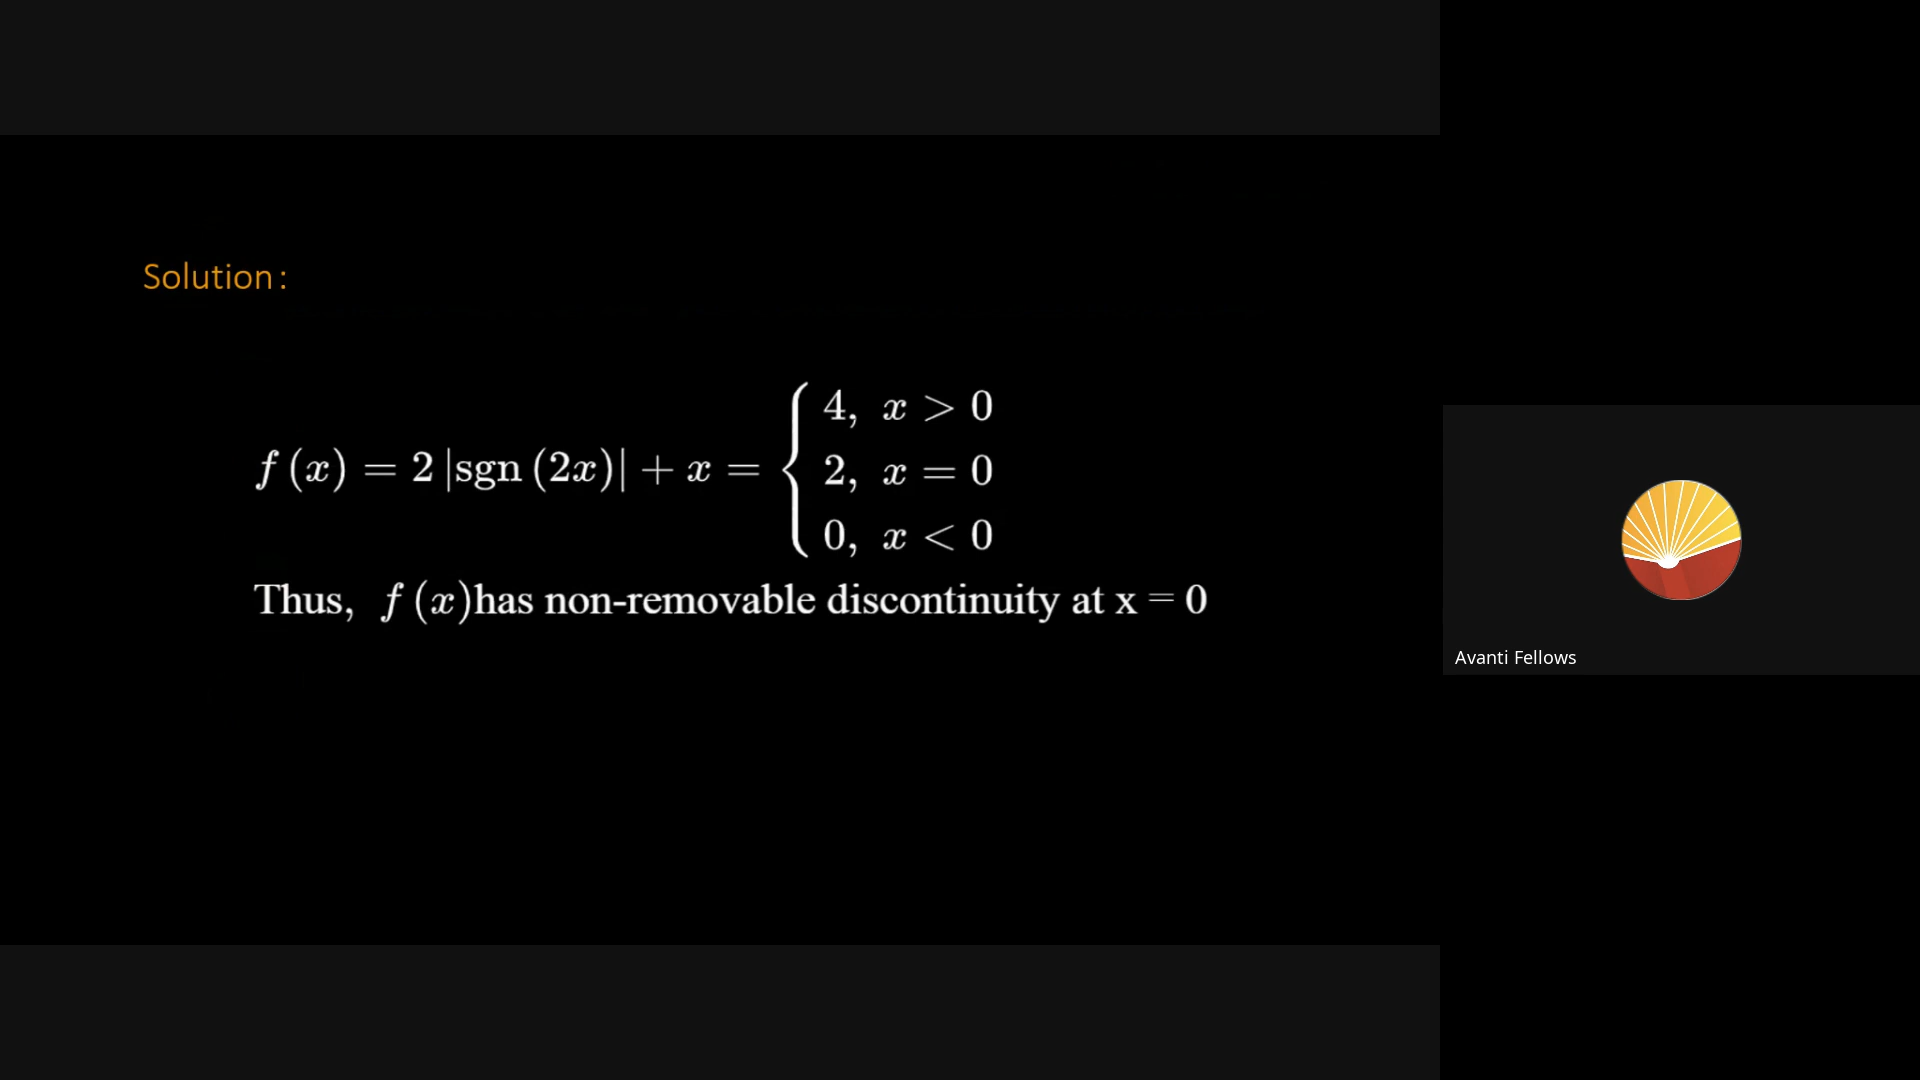 Solution :
f (x) = 2 |sgn (2x)| + x = { 4, x > 0
2, x = 0
0, x < 0
Thus, f (x)has non-removable discontinuity at x = 0
Avanti Fellows